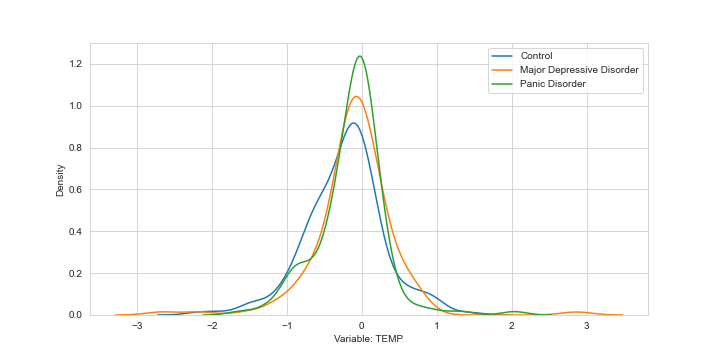 Control
Major Depressive Disorder
Panic Disorder
1.2
1.0
0.8
0.6
0.4
0.2
0.0
Density
−3
−2
−1
0
1
2
3
Variable: TEMP